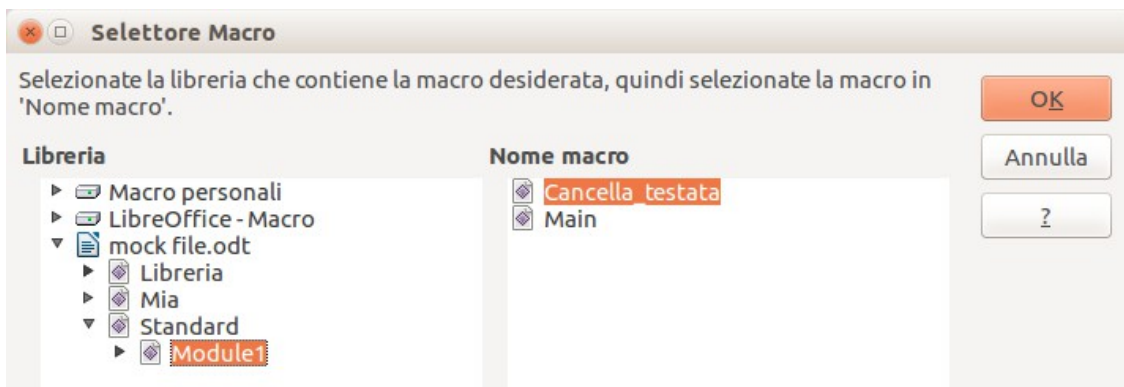 Selettore Macro
Selezionate la libreria che contiene la macro desiderata, quindi selezionate la macro in
'Nome macro'.
OK
Annulla
?
Libreria
Macro personali
LibreOffice - Macro
mock file.odt
Libreria
Mia
Standard
Module1
Nome macro
Cancella_testata
Main